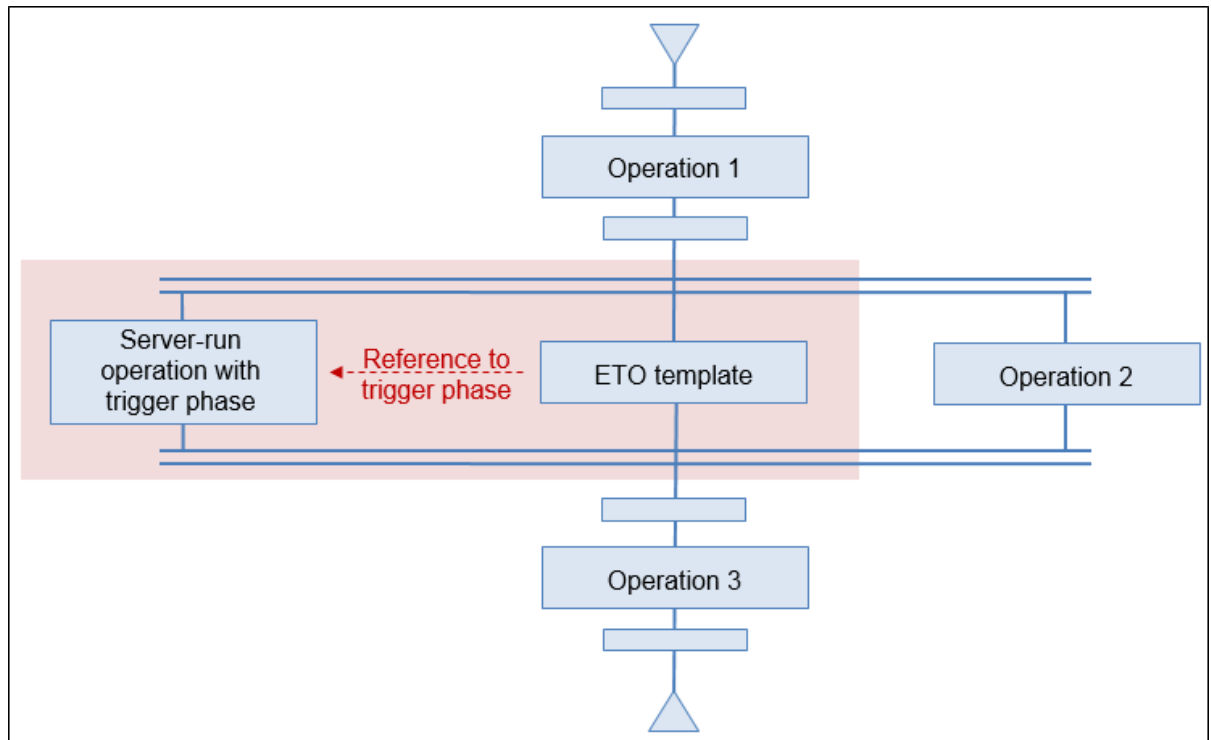 Operation 1
Server-run
operation with
trigger phase
Reference to
trigger phase
ETO template
Operation 2
Operation 3